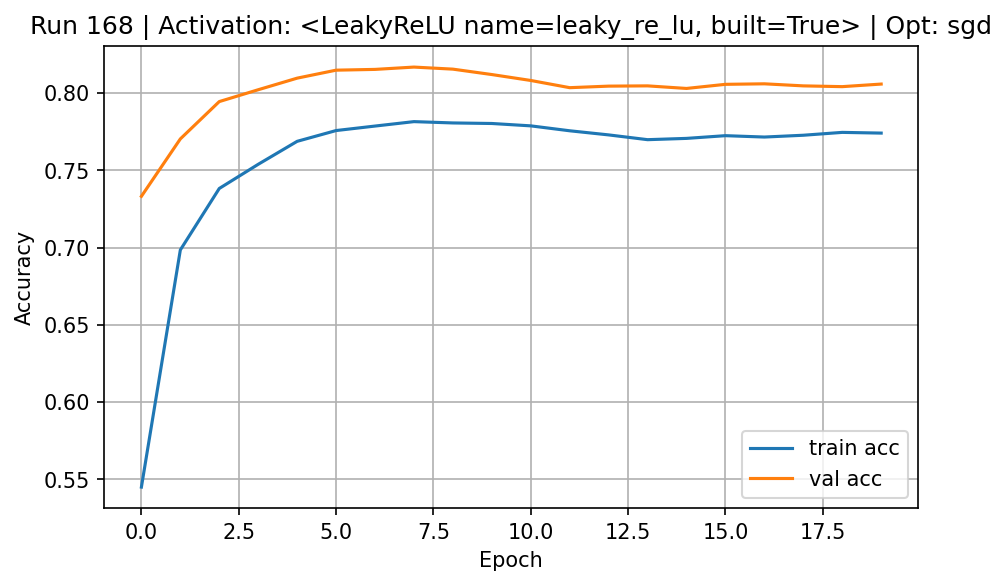 Run 168 | Activation: <LeakyReLU name=leaky_re_lu, built=True> | Opt: sgd
Accuracy
0.80
0.75
0.70
0.65
0.60
0.55
train acc
val acc
0.0 2.5 5.0 7.5 10.0 12.5 15.0 17.5
Epoch